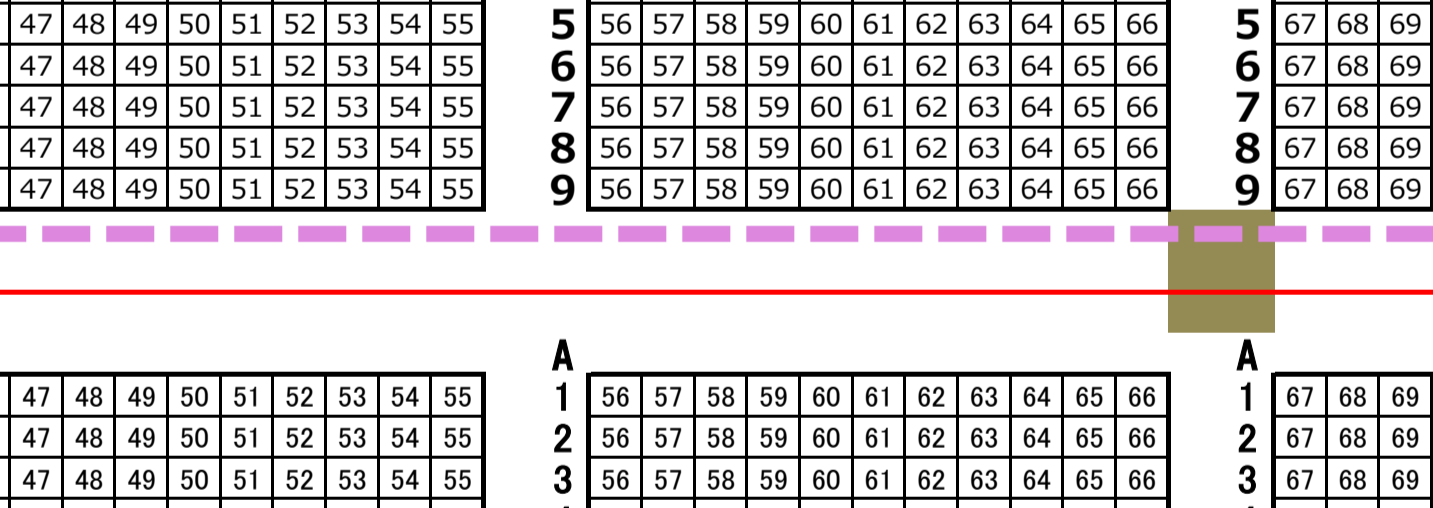 47 48 49 50 51 52 53 54 55 5 56 57 58 59 60 61 62 63 64 65 66 5 67 68 69
47 48 49 50 51 52 53 54 55 6 56 57 58 59 60 61 62 63 64 65 66 6 67 68 69
47 48 49 50 51 52 53 54 55 7 56 57 58 59 60 61 62 63 64 65 66 7 67 68 69
47 48 49 50 51 52 53 54 55 8 56 57 58 59 60 61 62 63 64 65 66 8 67 68 69
47 48 49 50 51 52 53 54 55 9 56 57 58 59 60 61 62 63 64 65 66 9 67 68 69
A A
47 48 49 50 51 52 53 54 55 1 56 57 58 59 60 61 62 63 64 65 66 1 67 68 69
47 48 49 50 51 52 53 54 55 2 56 57 58 59 60 61 62 63 64 65 66 2 67 68 69
47 48 49 50 51 52 53 54 55 3 56 57 58 59 60 61 62 63 64 65 66 3 67 68 69